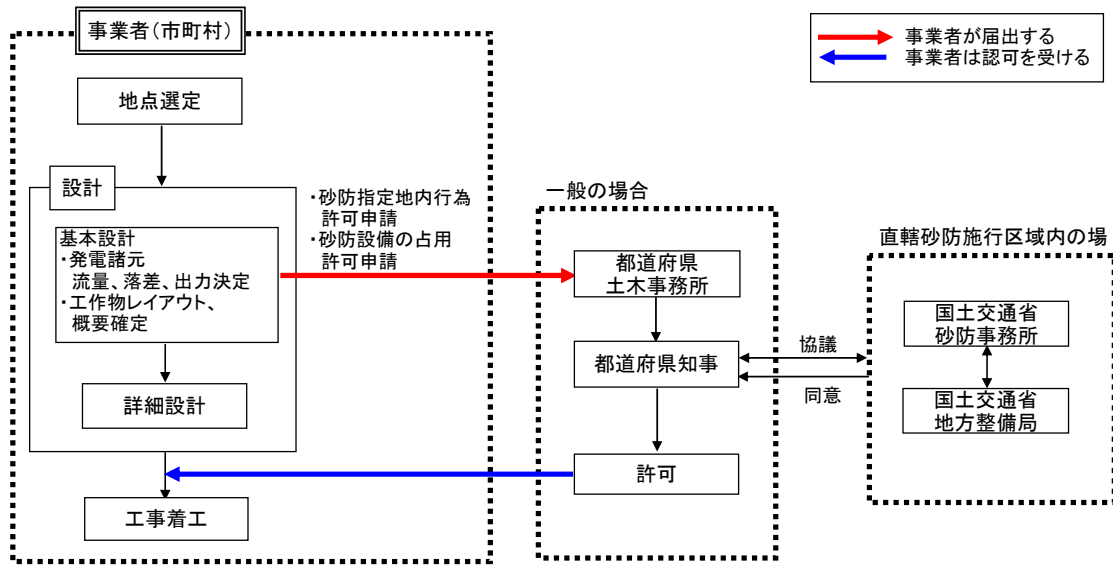 事業者(市町村)
地点選定
設計
基本設計
・発電諸元
流量、落差、出力決定
・工作物レイアウト、
概要確定
詳細設計
工事着工
・砂防指定地内行為
許可申請
・砂防設備の占用
許可申請
一般の場合
都道府県
土木事務所
都道府県知事
許可
協議
同意
直轄砂防施行区域内の場
国土交通省
砂防事務所
国土交通省
地方整備局
事業者が届出する
事業者は認可を受ける